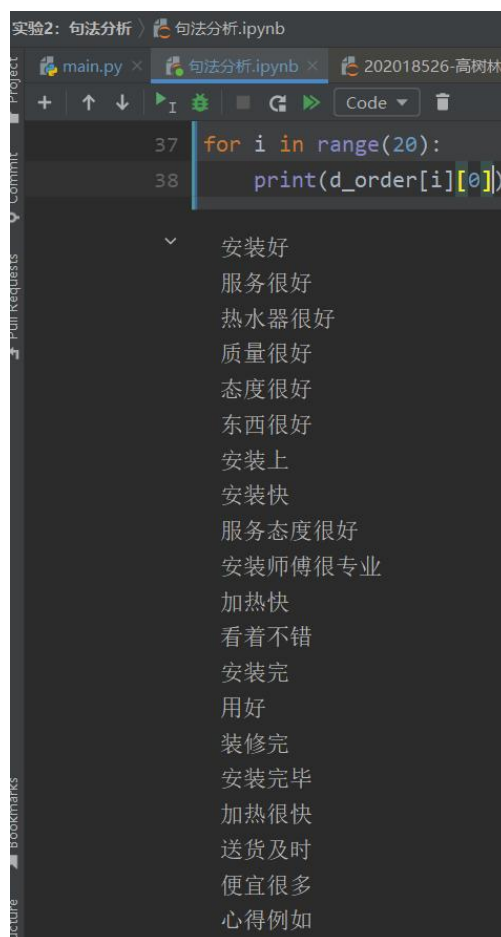 实验2：句法分析 〉 句法分析.ipynb
Project
main.py × 句法分析.ipynb × 202018526-高树林
Code
37 for i in range(20):
38 print(d_order[i][0])
Commit
Pull Requests
安装好
服务很好
热水器很好
质量很好
态度很好
东西很好
安装上
安装快
服务态度很好
安装师傅很专业
加热快
看着不错
安装完
用好
装修完
安装完毕
加热很快
送货及时
便宜很多
心得例如
Bookmarks
ucture